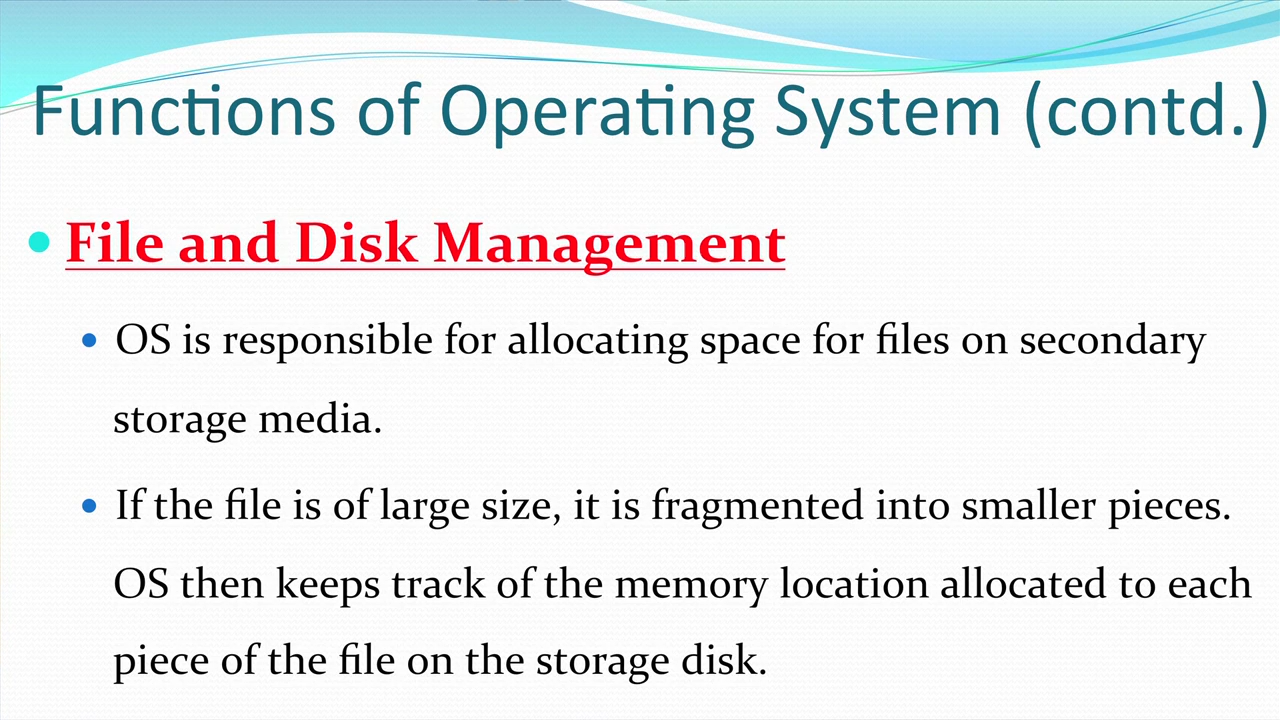 Functions of Operating System (contd.)
• File and Disk Management
• OS is responsible for allocating space for files on secondary
storage media.
• If the file is of large size, it is fragmented into smaller pieces.
OS then keeps track of the memory location allocated to each
piece of the file on the storage disk.